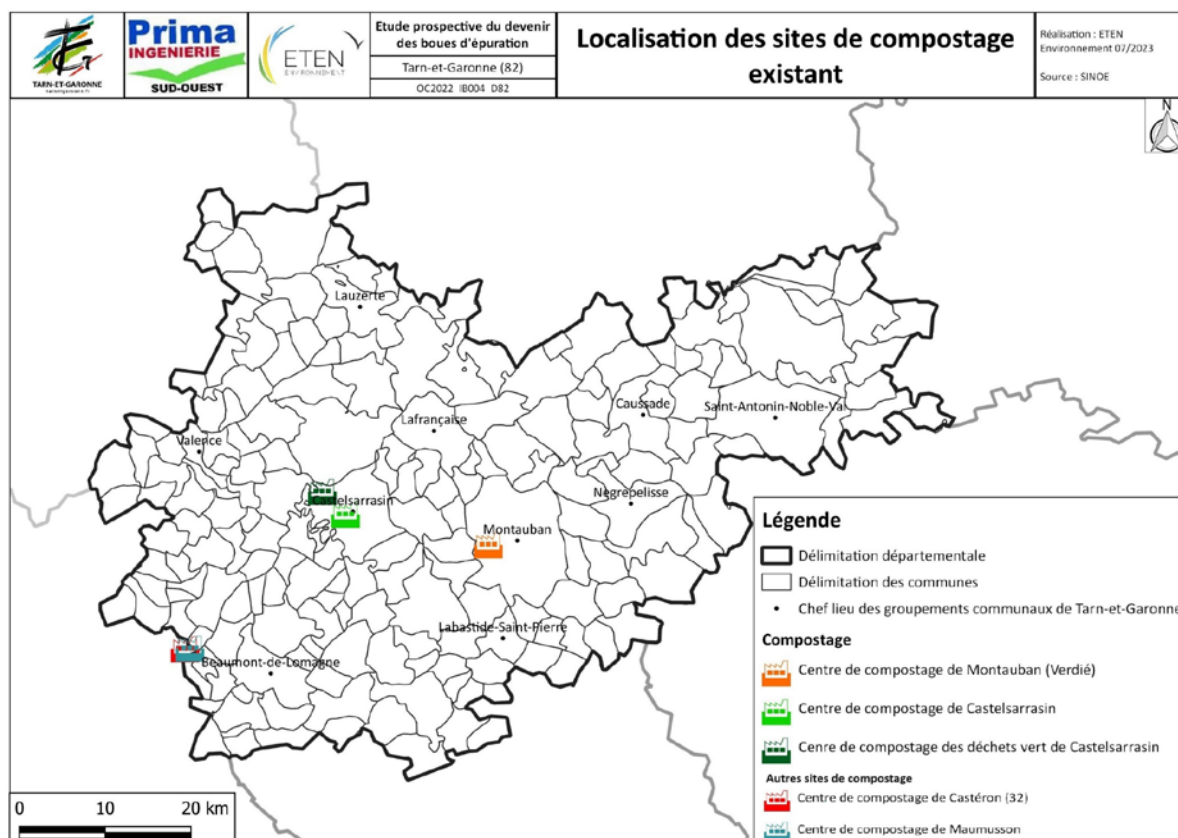 TARN-ET-GARONNE
Prima
INGENIERIE
SUD-OUEST
ETEN
ENVIRONNEMENT
Etude prospective du devenir
des boues d'épuration
Tarn-et-Garonne (82)
OC2022_IB004_D82
Localisation des sites de compostage
existant
Réalisation : ETEN
Environnement 07/2023
Source : SINOE
N
Lauzerte
Caussade
Saint-Antonin-Noble-Val
Lafrançaise
Valence
Castelsarrasin
Nègrepelisse
Montauban
Labastide-Saint-Pierre
Beaumont-de-Lomagne
Légende
Délimitation départementale
Délimitation des communes
Chef lieu des groupements communaux de Tarn-et-Garonne
Compostage
Centre de compostage de Montauban (Verdié)
Centre de compostage de Castelsarrasin
Cenre de compostage des déchets vert de Castelsarrasin
Autres sites de compostage
Centre de compostage de Castéron (32)
Centre de compostage de Maumusson
0 10 20 km